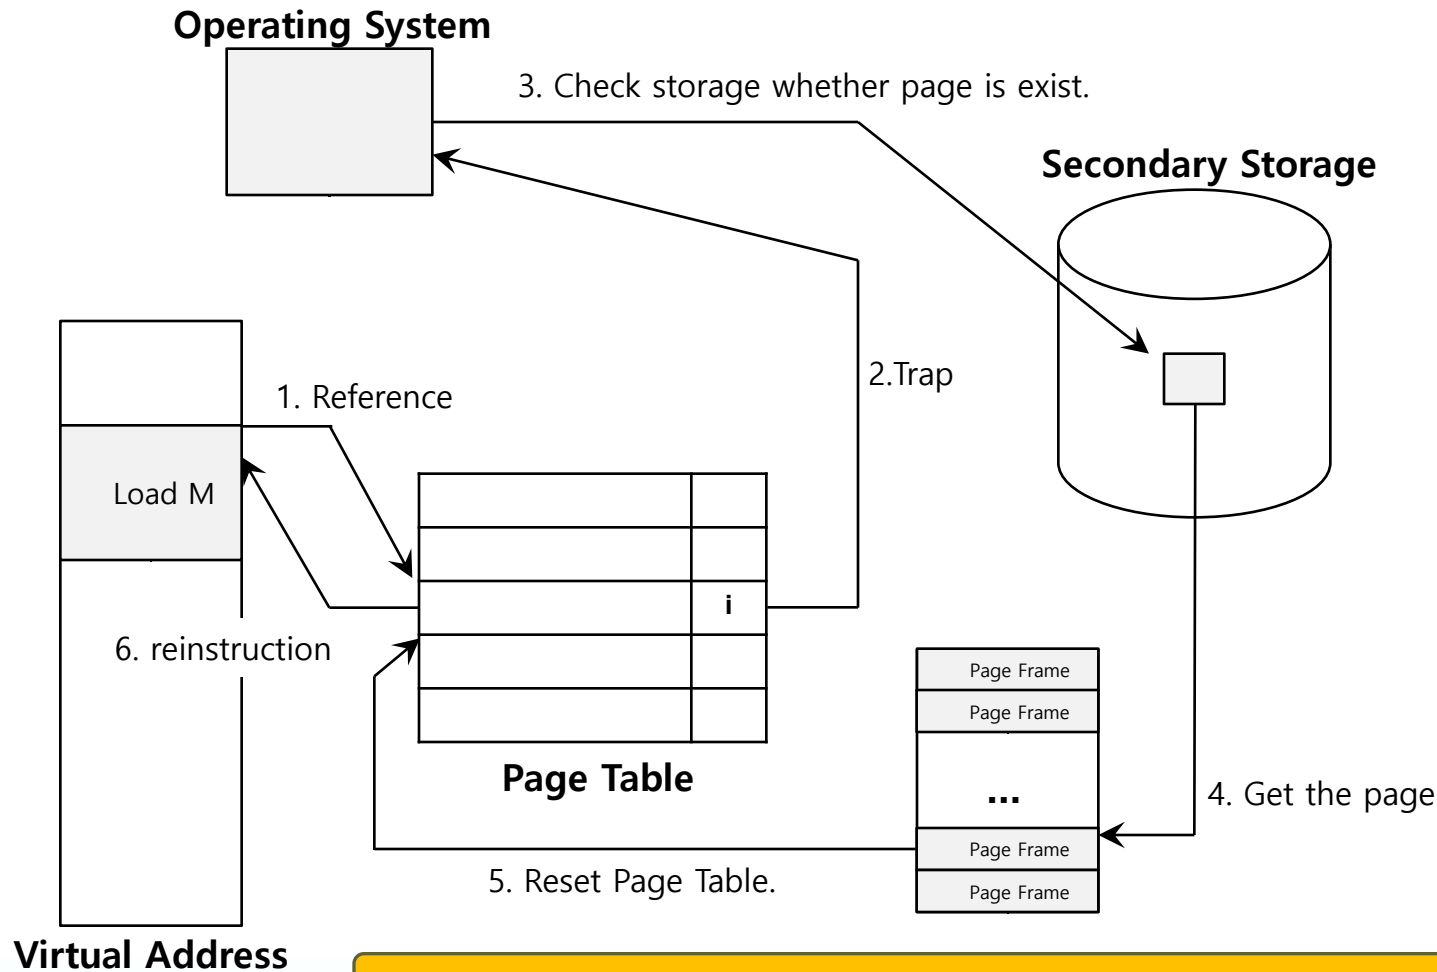 Operating System
3. Check storage whether page is exist.
Secondary Storage
2.Trap
1. Reference
Load M
i
6. reinstruction
Page Frame
Page Frame
Page Table
...
4. Get the page
Page Frame
5. Reset Page Table.
Page Frame
Virtual Address